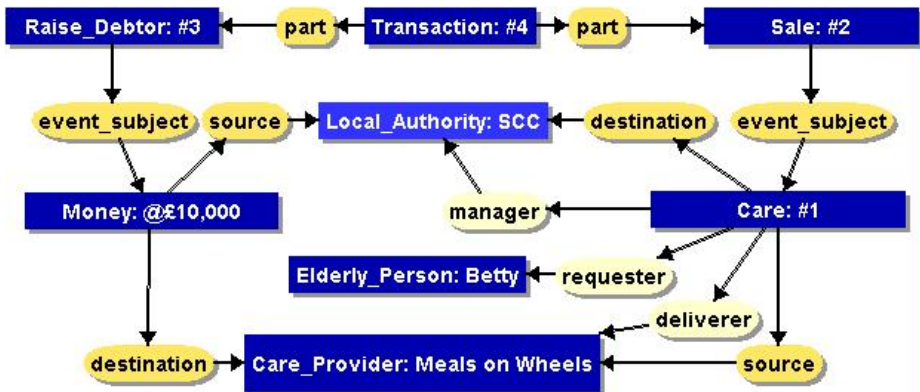 Raise_Debtor: #3
part
Transaction: #4
part
Sale: #2
event_subject
source
Local_Authority: SCC
destination
event_subject
Money: @£10,000
manager
Care: #1
Elderly_Person: Betty
requester
deliverer
destination
Care_Provider: Meals on Wheels
source